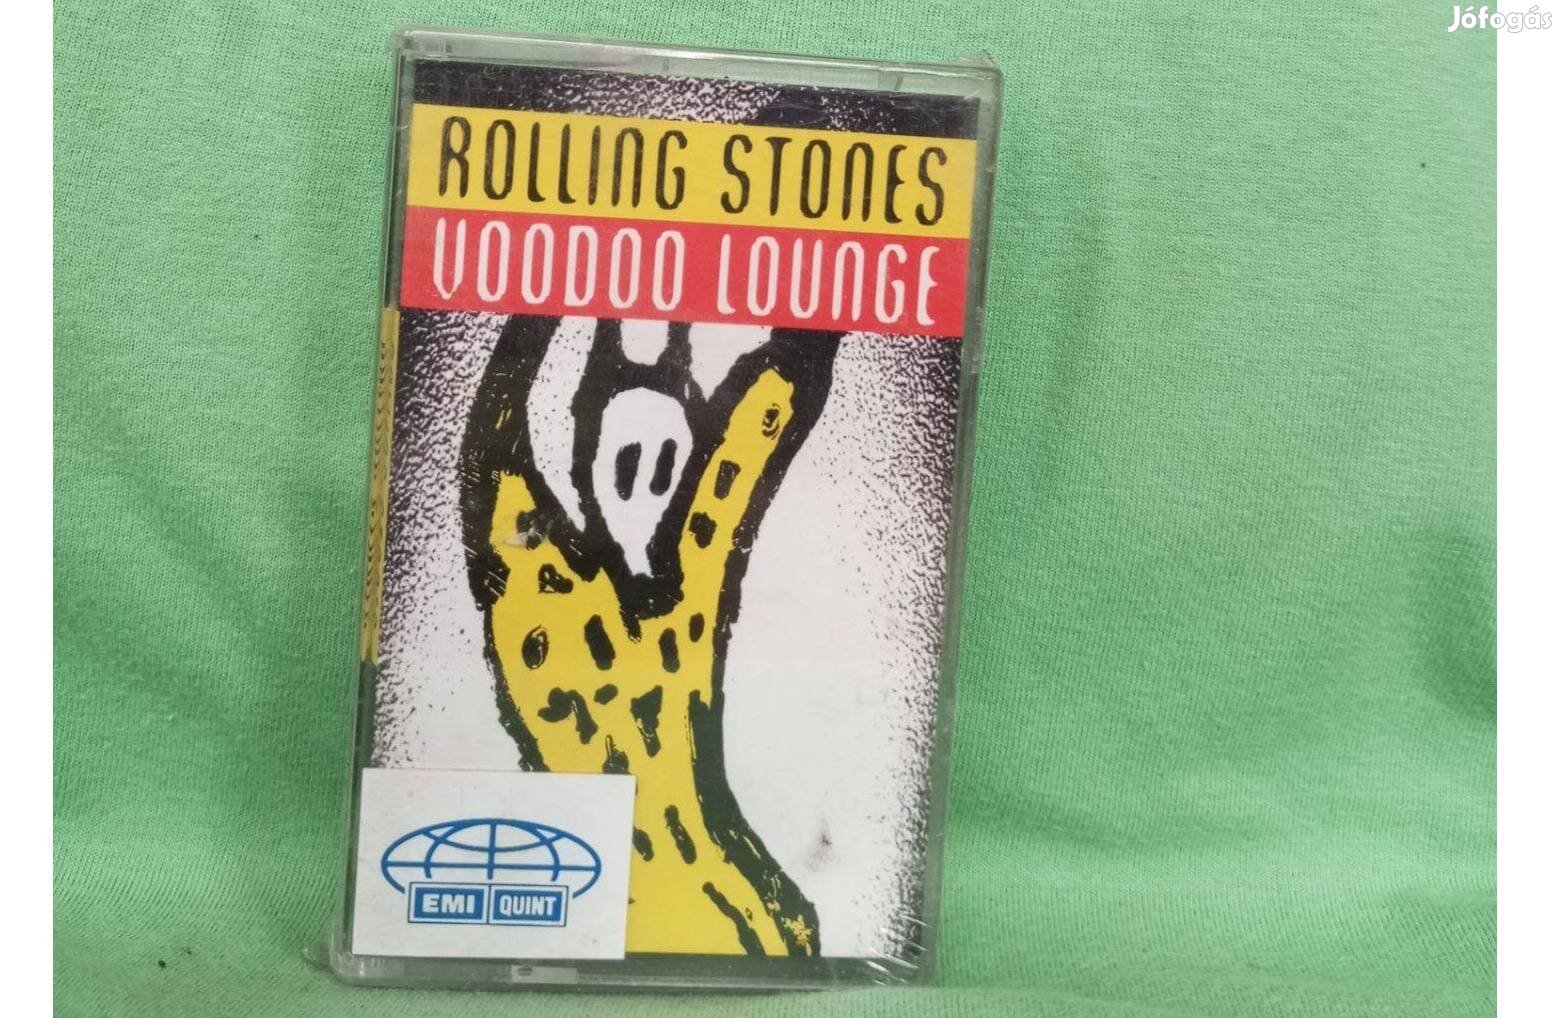 Jófogás
ROLLING STONES
VOODOO LOUNGE
EMI QUINT